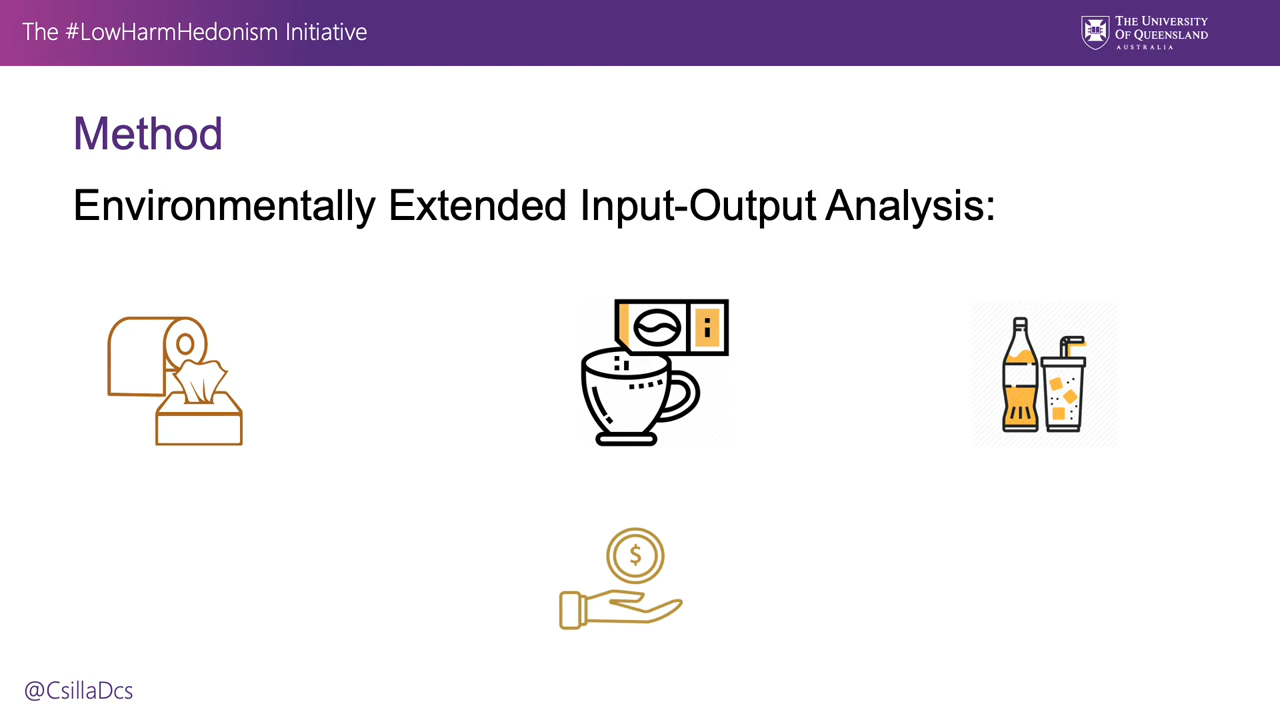 The #LowHarmHedonism Initiative
THE UNIVERSITY
OF QUEENSLAND
AUSTRALIA
Method
Environmentally Extended Input-Output Analysis:
$
@CsillaDcs